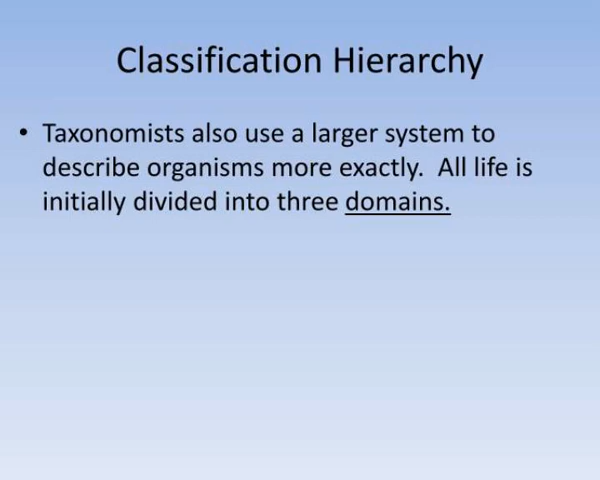 Classification Hierarchy
• Taxonomists also use a larger system to
describe organisms more exactly.  All life is
initially divided into three domains.